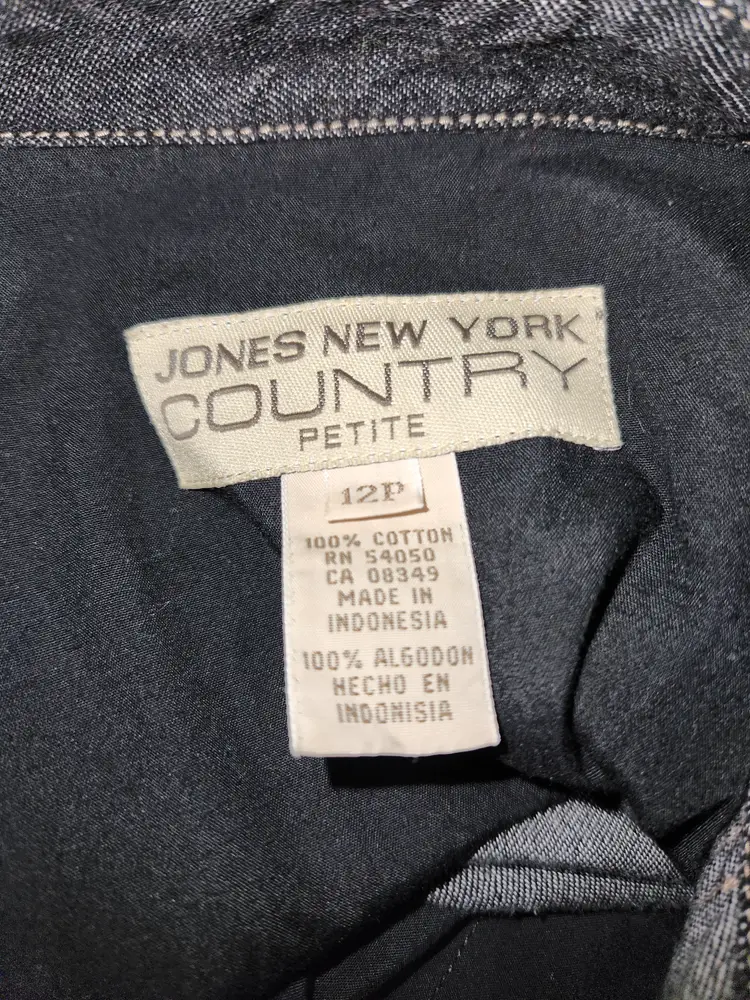 JONES NEW YORK
COUNTRY
PETITE
12P
100% COTTON
RN 54050
CA 08349
MADE IN
INDONESIA
100% ALGODON
HECHO EN
INDONISIA